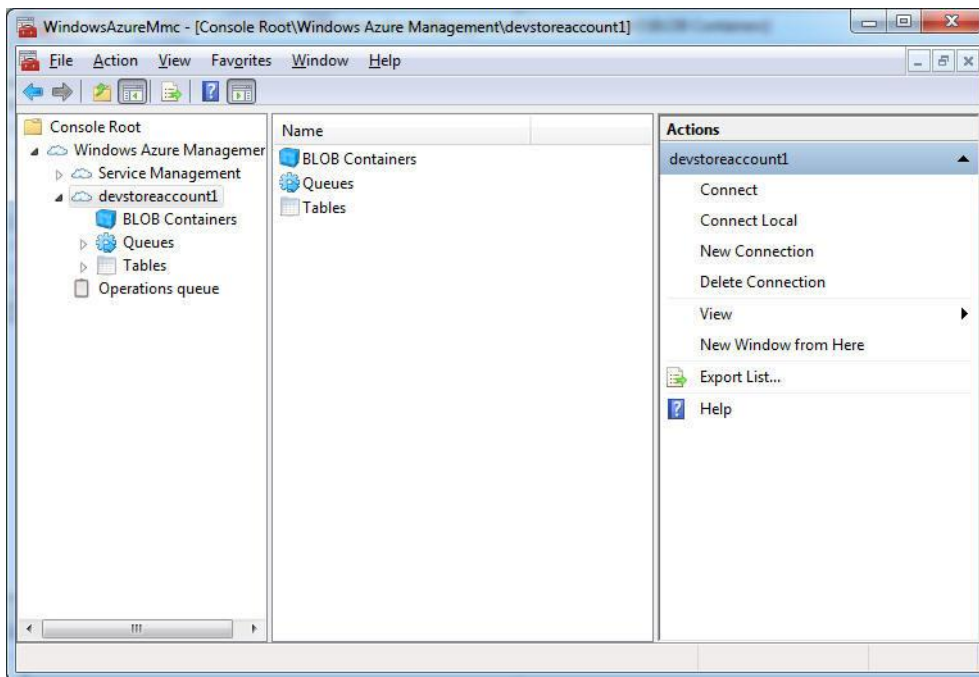 WindowsAzureMmc - [Console Root\Windows Azure Management\devstoreaccount1]
File Action View Favorites Window Help
Console Root
Windows Azure Managemer
Service Management
devstoreaccount1
BLOB Containers
Queues
Tables
Operations queue
Name
BLOB Containers
Queues
Tables
Actions
devstoreaccount1
Connect
Connect Local
New Connection
Delete Connection
View
New Window from Here
Export List...
Help